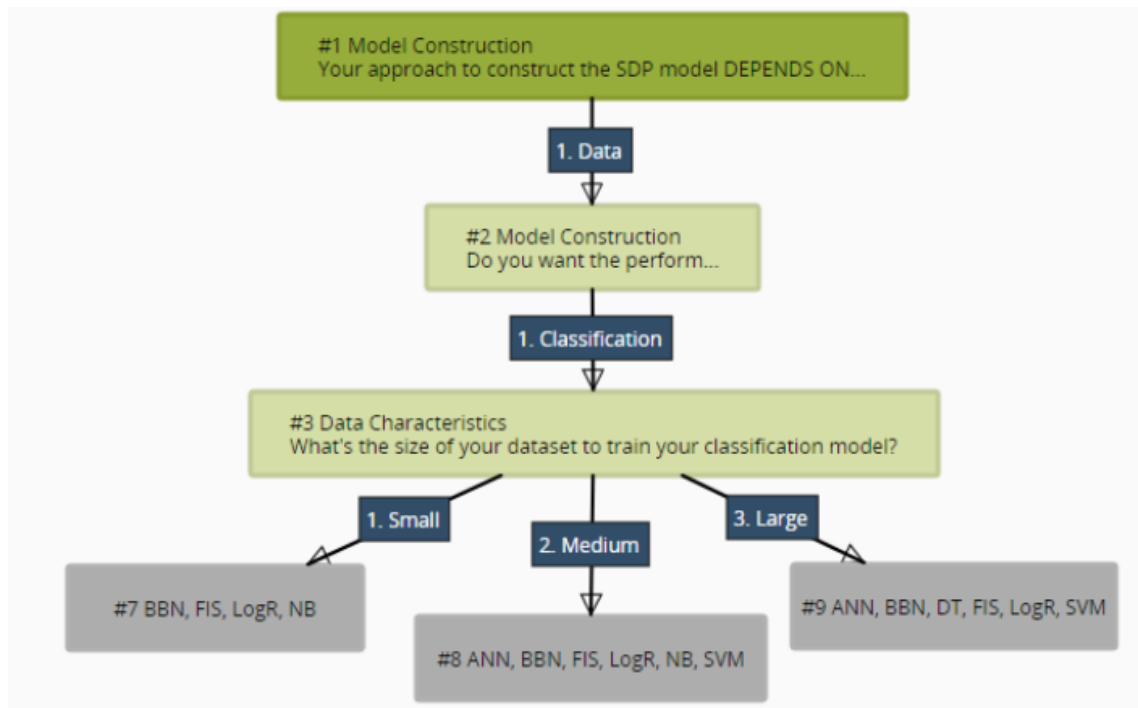 #1 Model Construction
Your approach to construct the SDP model DEPENDS ON...
1. Data
#2 Model Construction
Do you want the perform...
1. Classification
#3 Data Characteristics
What's the size of your dataset to train your classification model?
1. Small
2. Medium
3. Large
#7 BBN, FIS, LogR, NB
#8 ANN, BBN, FIS, LogR, NB, SVM
#9 ANN, BBN, DT, FIS, LogR, SVM